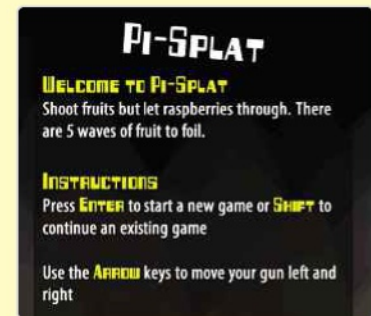 Pi-Splat
Welcome to Pi-Splat
Shoot fruits but let raspberries through. There
are 5 waves of fruit to foil.
Instructions
Press Enter to start a new game or Shift to
continue an existing game
Use the Arrow keys to move your gun left and
right